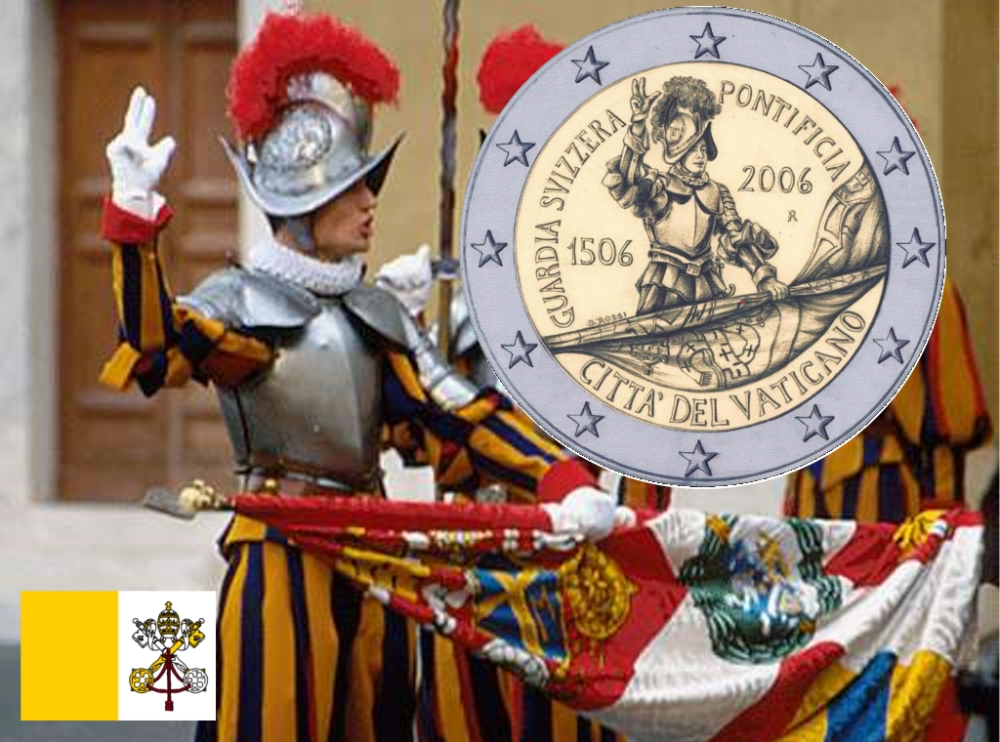 GUARDIA SVIZZERA PONTIFICIA
1506
2006
R
D. ROSSI
CITTA' DEL VATICANO